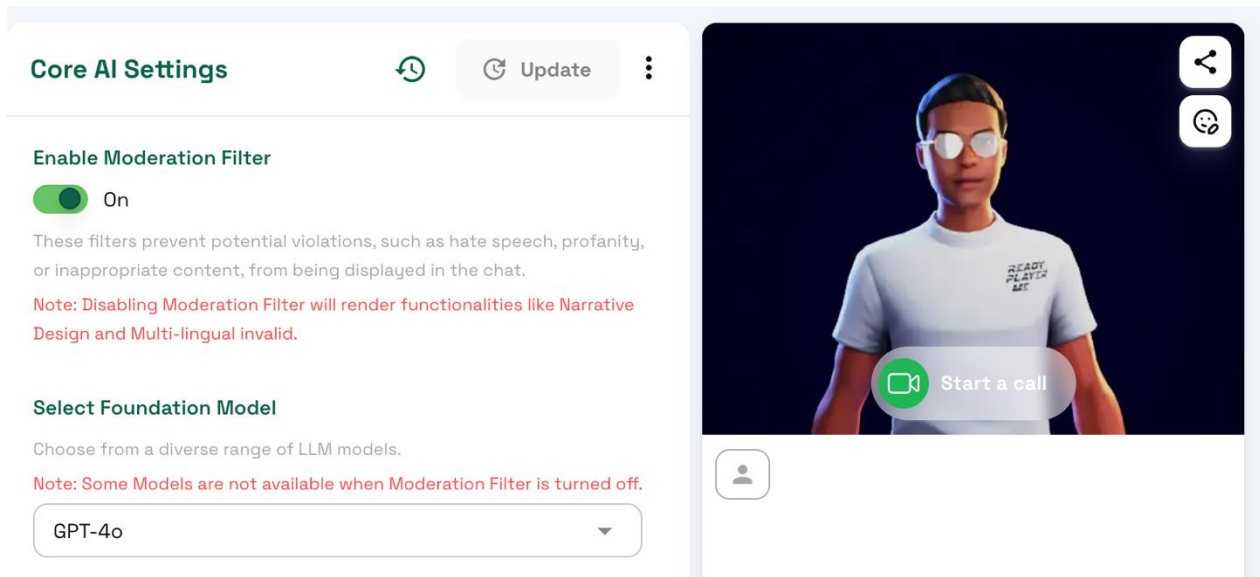 Core AI Settings
Update
Enable Moderation Filter
On
These filters prevent potential violations, such as hate speech, profanity,
or inappropriate content, from being displayed in the chat.
Note: Disabling Moderation Filter will render functionalities like Narrative
Design and Multi-lingual invalid.
Select Foundation Model
Choose from a diverse range of LLM models.
Note: Some Models are not available when Moderation Filter is turned off.
GPT-4o
READY
PLAYER
ME
Start a call